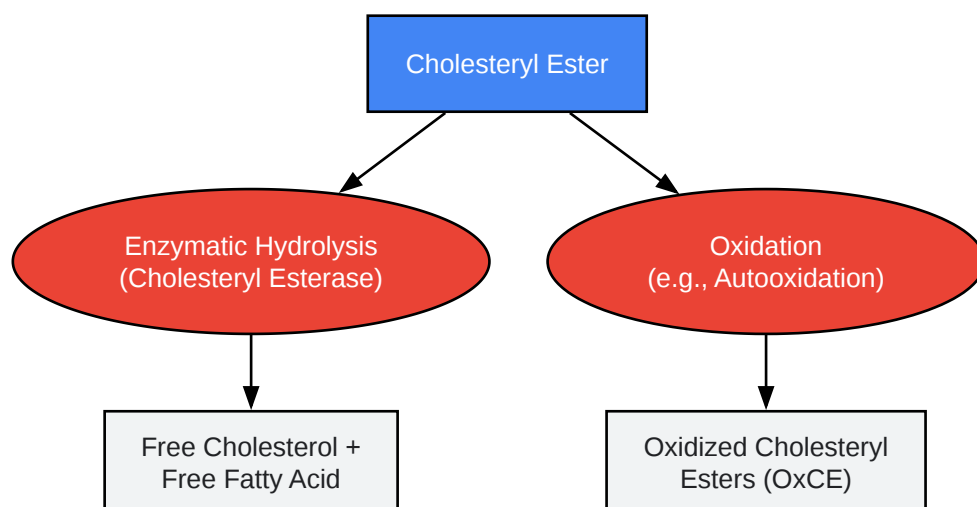 Cholesteryl Ester
Enzymatic Hydrolysis
(Cholesteryl Esterase)
Oxidation
(e.g., Autooxidation)
Free Cholesterol +
Free Fatty Acid
Oxidized Cholesteryl
Esters (OxCE)